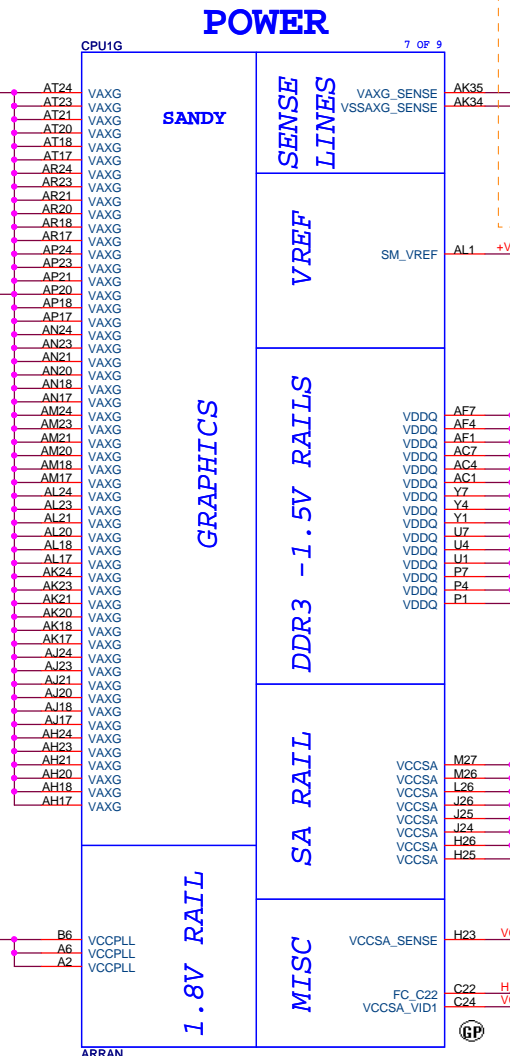 POWER
CPU1G
7 OF 9
SANDY
GRAPHICS
AT24 VAXG
AT23 VAXG
AT21 VAXG
AT20 VAXG
AT18 VAXG
AT17 VAXG
AR24 VAXG
AR23 VAXG
AR21 VAXG
AR20 VAXG
AR18 VAXG
AR17 VAXG
AP24 VAXG
AP23 VAXG
AP21 VAXG
AP20 VAXG
AP18 VAXG
AP17 VAXG
AN24 VAXG
AN23 VAXG
AN21 VAXG
AN20 VAXG
AN18 VAXG
AN17 VAXG
AM24 VAXG
AM23 VAXG
AM21 VAXG
AM20 VAXG
AM18 VAXG
AM17 VAXG
AL24 VAXG
AL23 VAXG
AL21 VAXG
AL20 VAXG
AL18 VAXG
AL17 VAXG
AK24 VAXG
AK23 VAXG
AK21 VAXG
AK20 VAXG
AK18 VAXG
AK17 VAXG
AJ24 VAXG
AJ23 VAXG
AJ21 VAXG
AJ20 VAXG
AJ18 VAXG
AJ17 VAXG
AH24 VAXG
AH23 VAXG
AH21 VAXG
AH20 VAXG
AH18 VAXG
AH17 VAXG
1.8V RAIL
B6 VCCPLL
A6 VCCPLL
A2 VCCPLL
SENSE
LINES
VAXG_SENSE AK35
VSSAXG_SENSE AK34
VREF
SM_VREF AL1 +V
DDR3 -1.5V RAILS
VDDQ AF7
VDDQ AF4
VDDQ AF1
VDDQ AC7
VDDQ AC4
VDDQ AC1
VDDQ Y7
VDDQ Y4
VDDQ Y1
VDDQ U7
VDDQ U4
VDDQ U1
VDDQ P7
VDDQ P4
VDDQ P1
SA RAIL
VCCSA M27
VCCSA M26
VCCSA L26
VCCSA J26
VCCSA J25
VCCSA J24
VCCSA H26
VCCSA H25
MISC
VCCSA_SENSE H23
FC_C22 C22 H
VCCSA_VID1 C24
GP
ARRAN